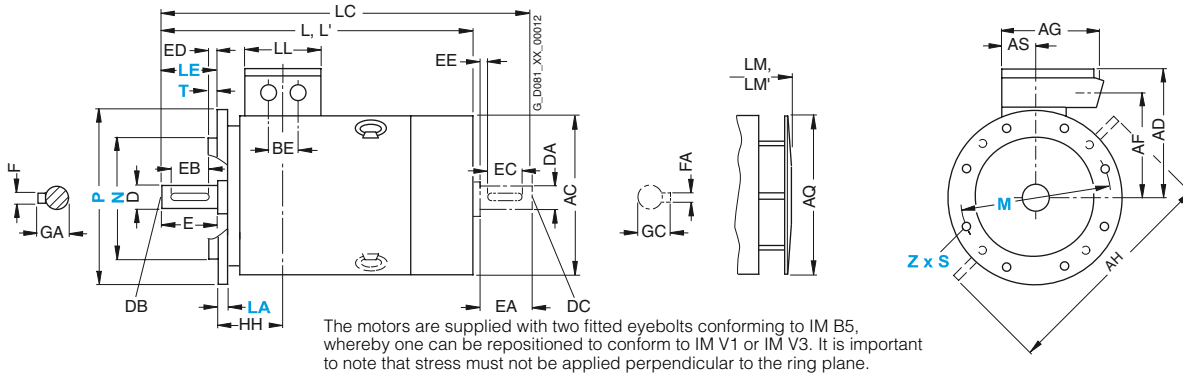 LC
L, L'
ED
LL
EE
LE
T
G_D081_XX_00012
LM,
LM'
AG
AS
BE
EB
EC
DA
FA
AF
AD
F
P
N
D
AC
AQ
M
GA
E
GC
Z x S
AH
DB
LA
HH
EA
DC
The motors are supplied with two fitted eyebolts conforming to IM B5,
whereby one can be repositioned to conform to IM V1 or IM V3. It is important
to note that stress must not be applied perpendicular to the ring plane.